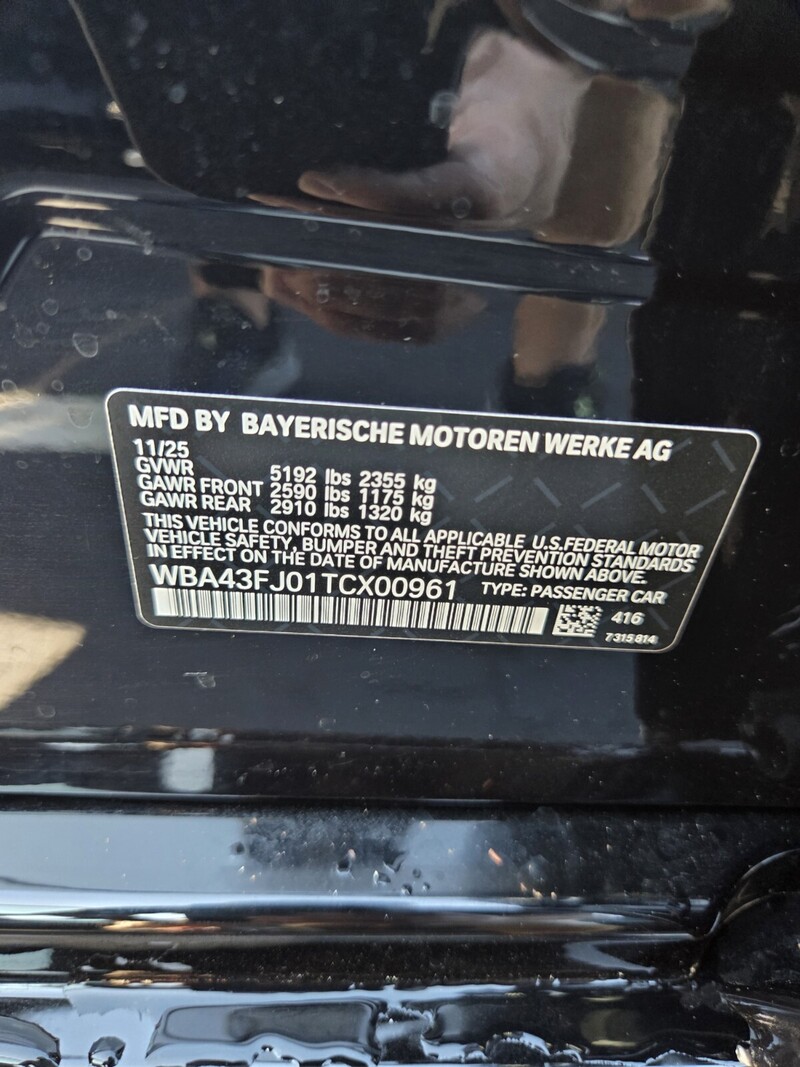 MFD BY BAYERISCHE MOTOREN WERKE AG
11/25
GVWR 5192 lbs 2355 kg
GAWR FRONT 2590 lbs 1175 kg
GAWR REAR 2910 lbs 1320 kg
THIS VEHICLE CONFORMS TO ALL APPLICABLE U.S.FEDERAL MOTOR
VEHICLE SAFETY, BUMPER AND THEFT PREVENTION STANDARDS
IN EFFECT ON THE DATE OF MANUFACTURE SHOWN ABOVE.
WBA43FJ01TCX00961 TYPE: PASSENGER CAR
416
7 315 814